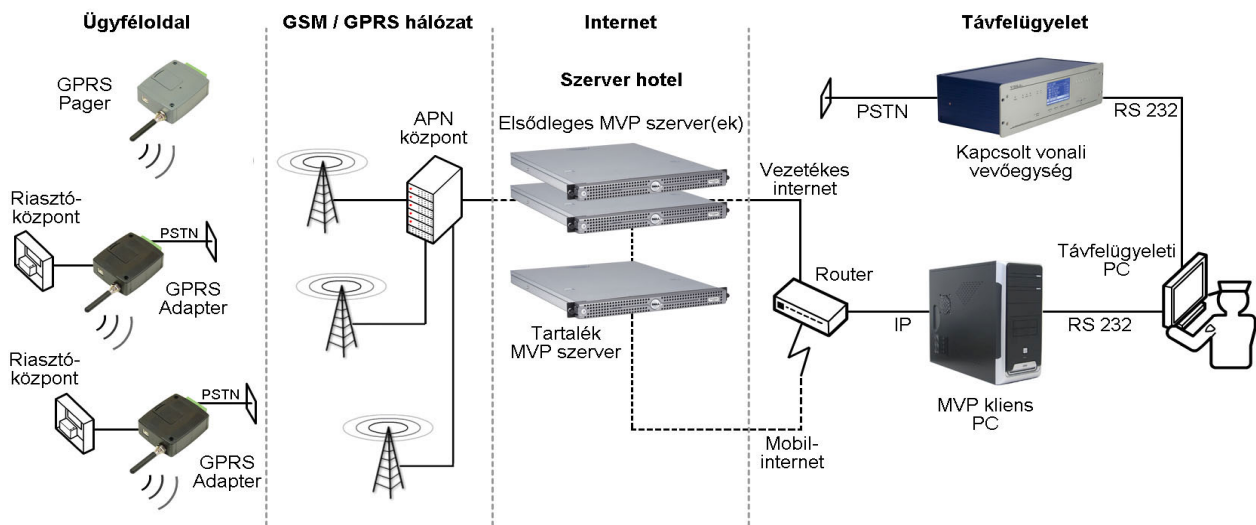 Ügyféloldal
GSM / GPRS hálózat
Internet
Távfelügyelet
GPRS
Pager
Riasztó-
központ
PSTN
GPRS
Adapter
Riasztó-
központ
PSTN
GPRS
Adapter
APN
központ
Szerver hotel
Elsődleges MVP szerver(ek)
Tartalék
MVP szerver
Vezetékes
internet
Router
Mobil-
internet
PSTN
RS 232
Kapcsolt vonali
vevőegység
Távfelügyeleti
PC
IP
RS 232
MVP kliens
PC